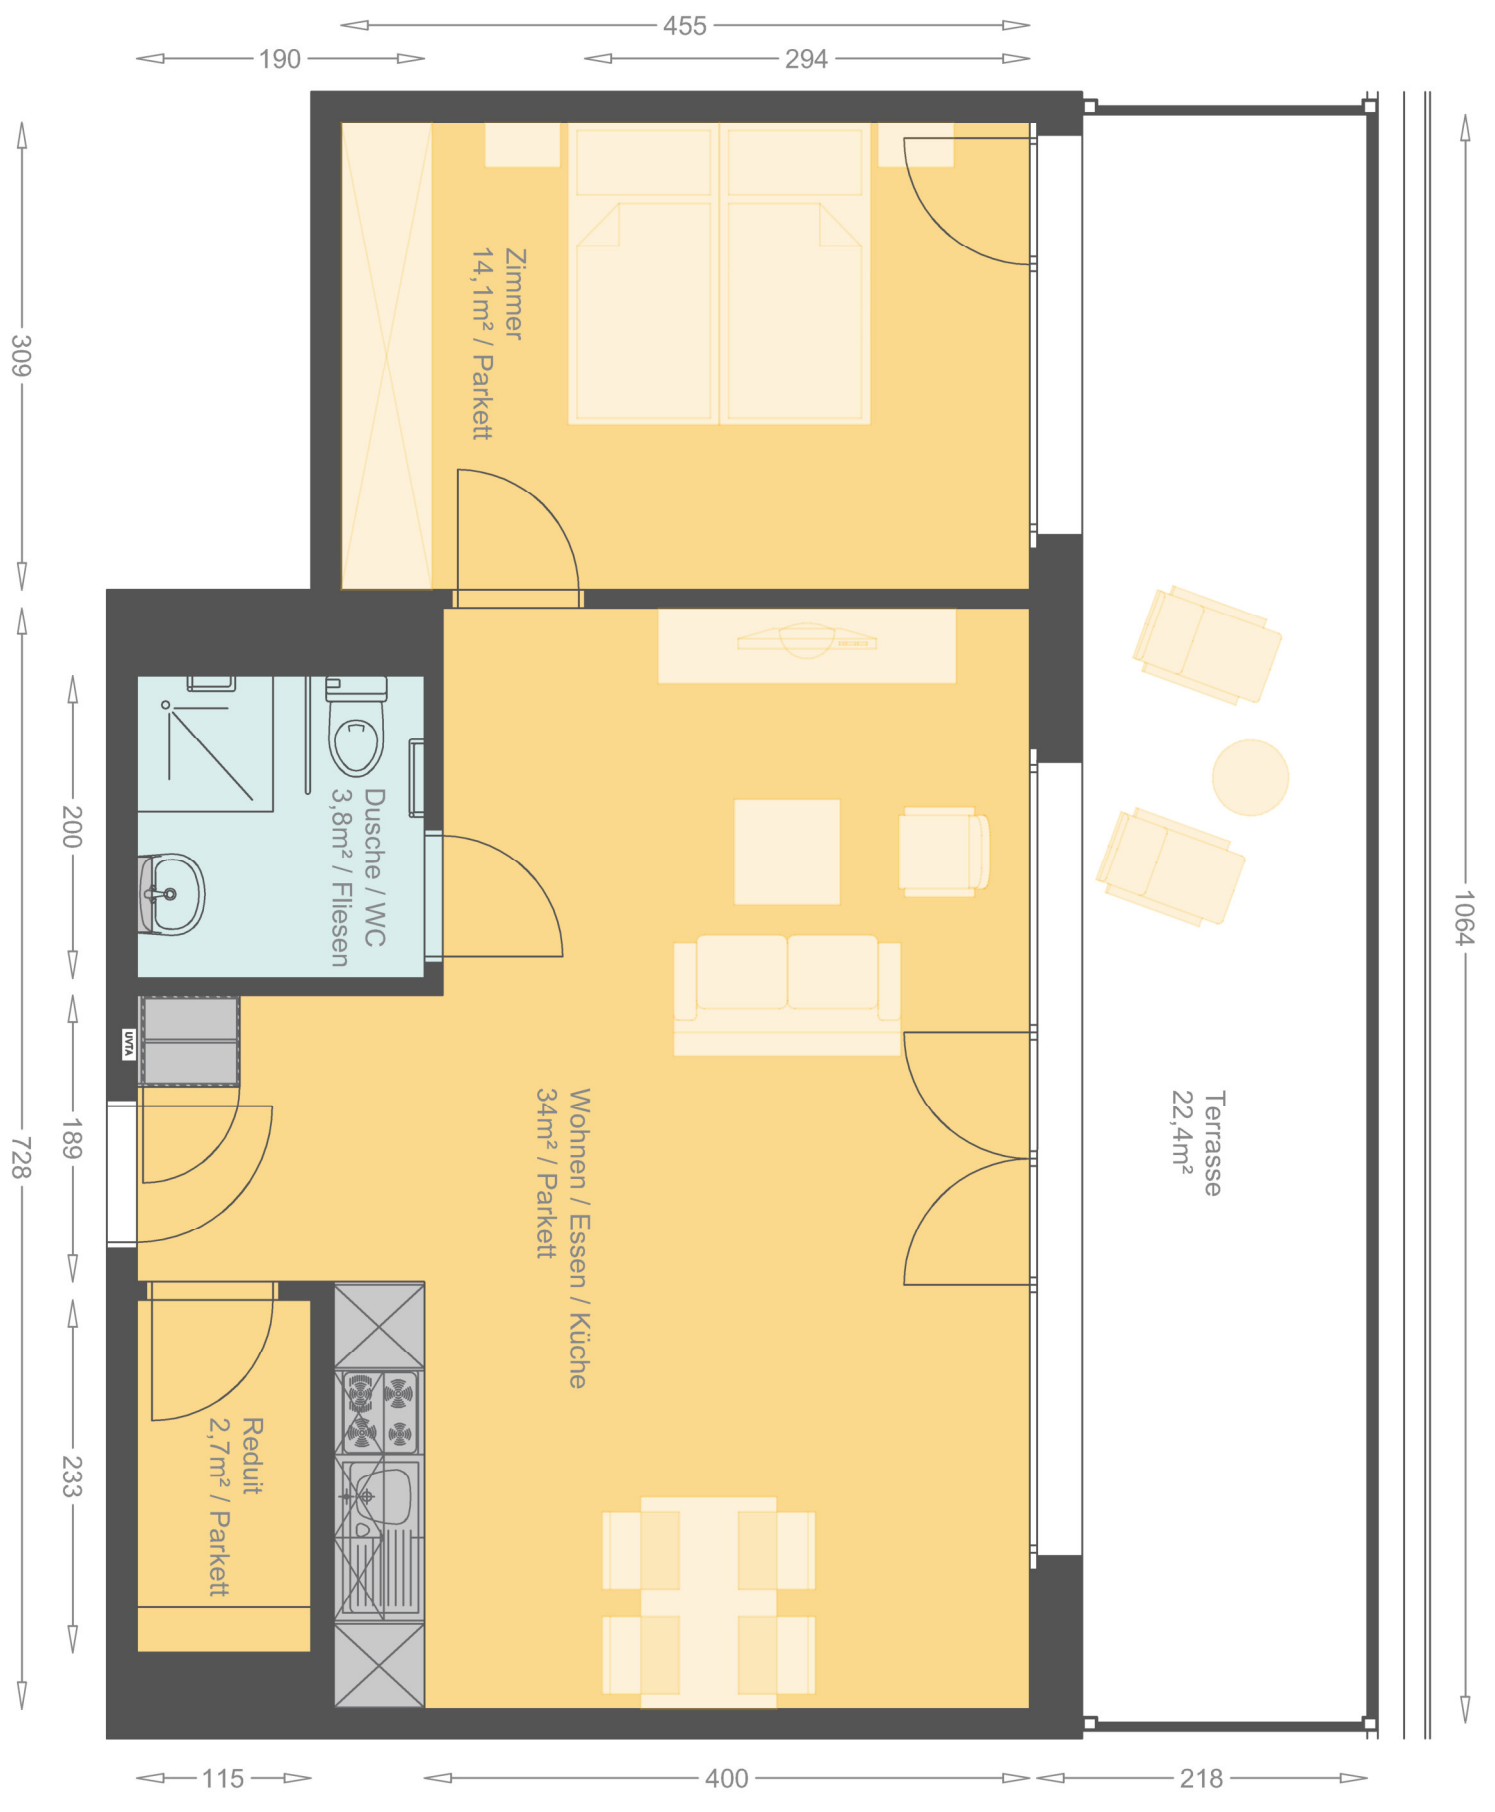 455
190
294
309
Zimmer
14,1m² / Parkett
200
Dusche / WC
3,8m² / Fliesen
1064
UVTA
189
728
Wohnen / Essen / Küche
34m² / Parkett
Terrasse
22,4m²
233
Reduit
2,7m² / Parkett
115
400
218